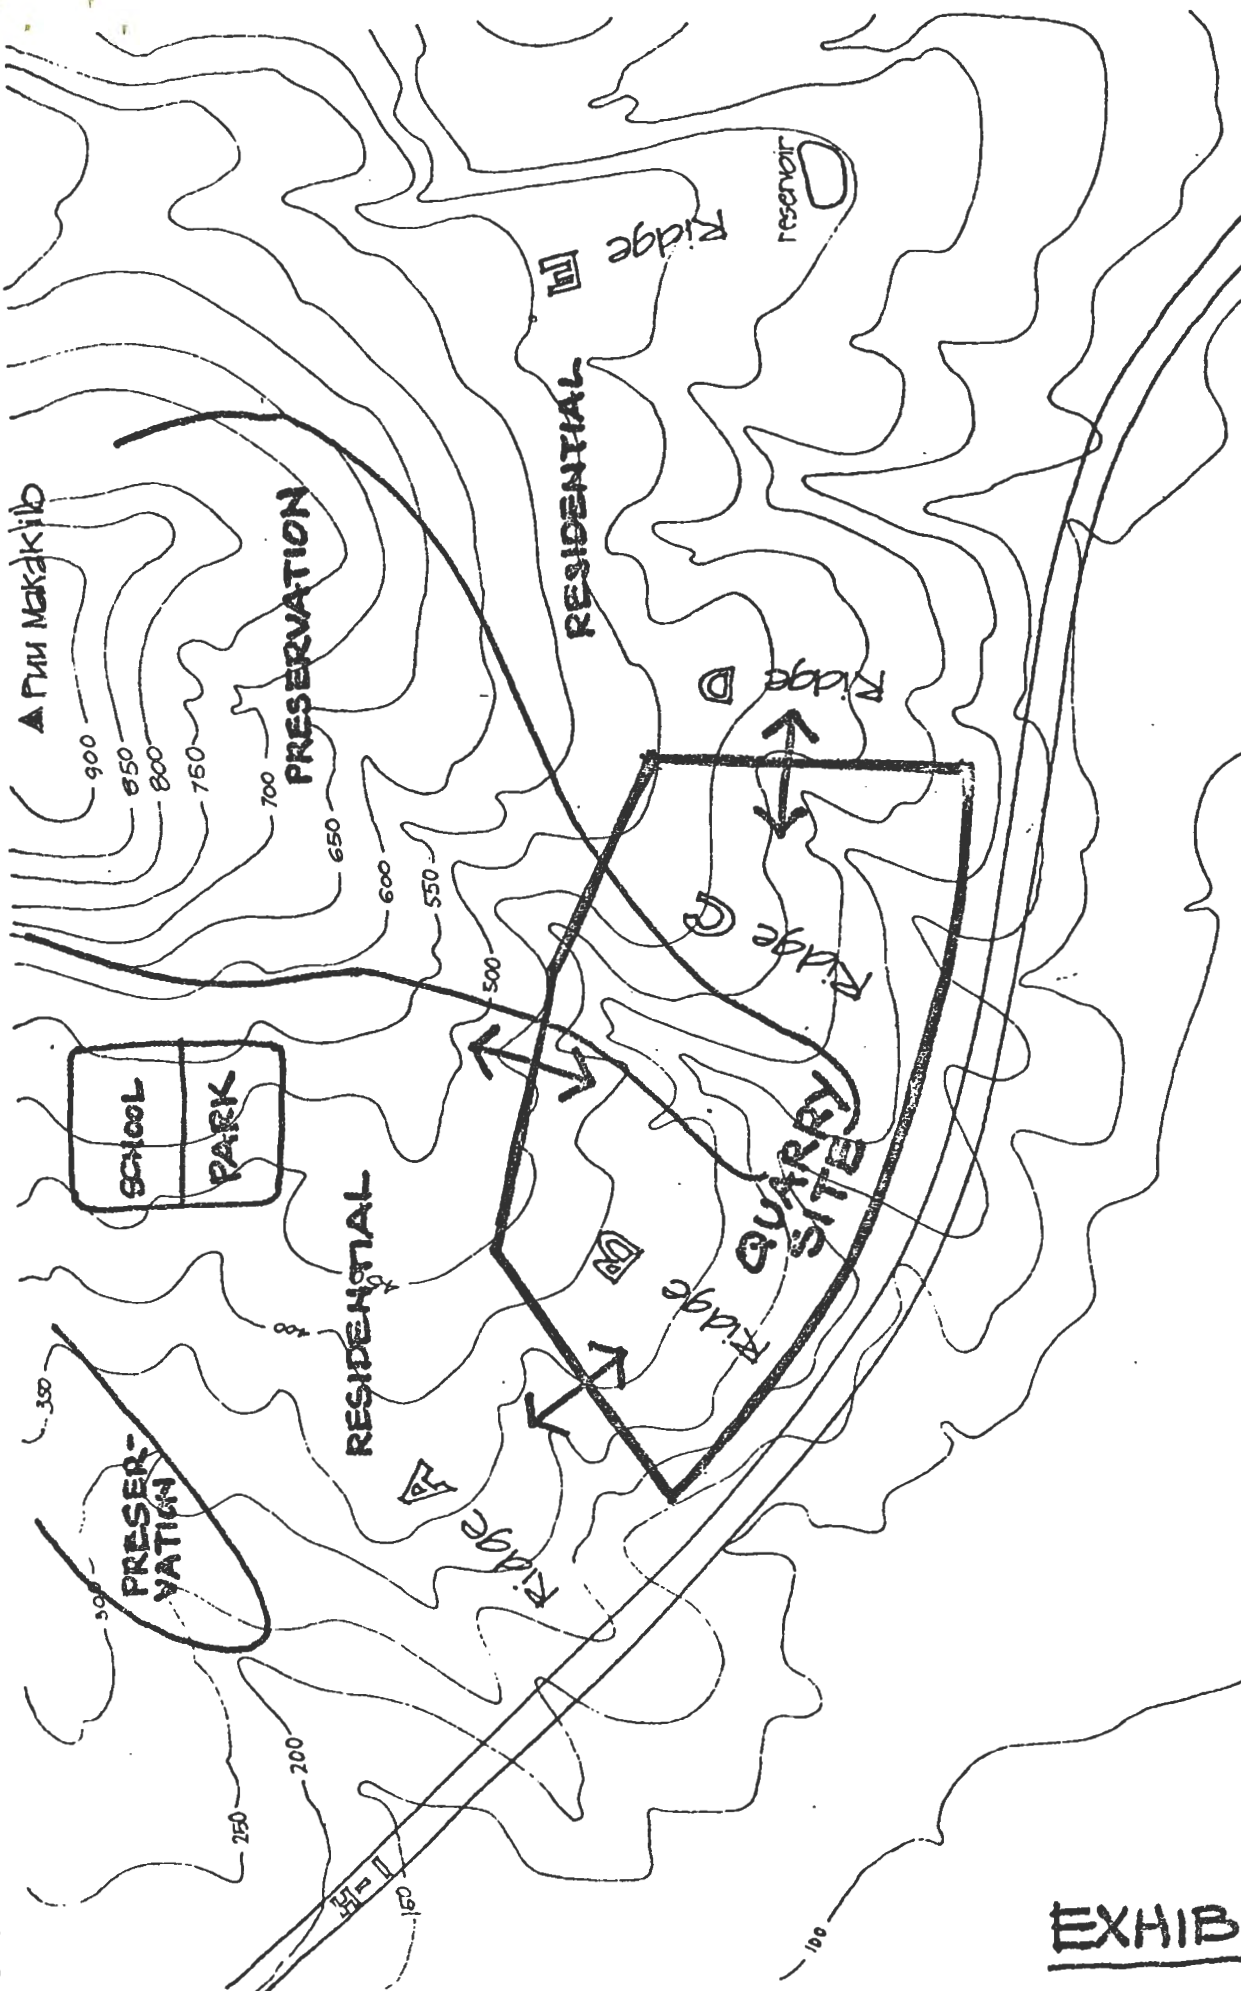 ▲ Puu Makakilo
900
850
800
750
700
650
600
550
500
PRESERVATION
RESIDENTIAL
E
Ridge
reservoir
D
Ridge
C
Ridge
SCHOOL
PARK
RESIDENTIAL
400
350
300
PRESER-
VATION
B
Ridge
QUARRY
SITE
A
Ridge
250
200
150
H-1
100
EXHIB